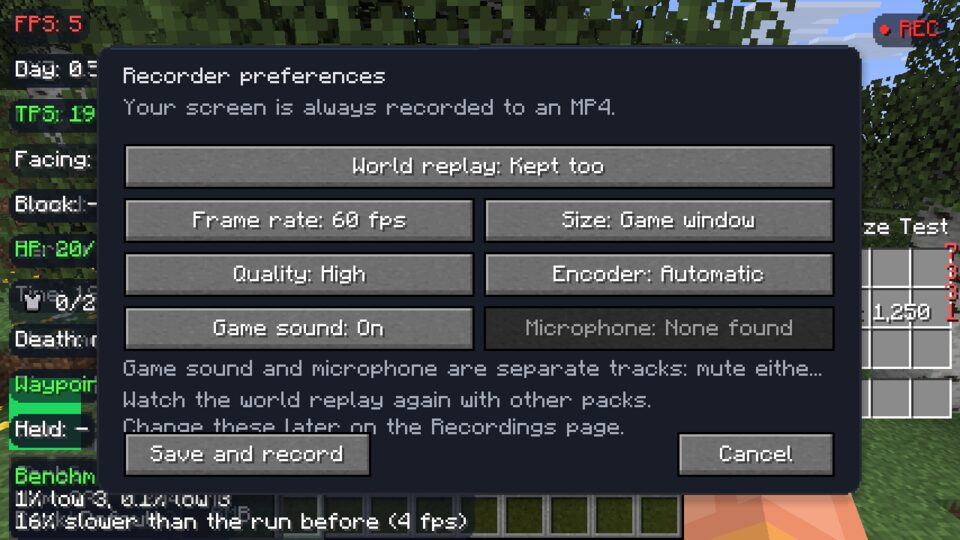 FPS: 5
REC
Day: 0.5
Recorder preferences
Your screen is always recorded to an MP4.
TPS: 19
Facing:
World replay: Kept too
Block: -
Frame rate: 60 fps
Size: Game window
ze Test
HP: 20/
Quality: High
Encoder: Automatic
0/2
1,250
Game sound: On
Microphone: None found
Death:
Game sound and microphone are separate tracks: mute eithe...
Waypoin
Watch the world replay again with other packs.
Held: -
Change these later on the Recordings page.
Save and record
Cancel
Benchm
1% low 3, 0.1% low 3
16% slower than the run before (4 fps)